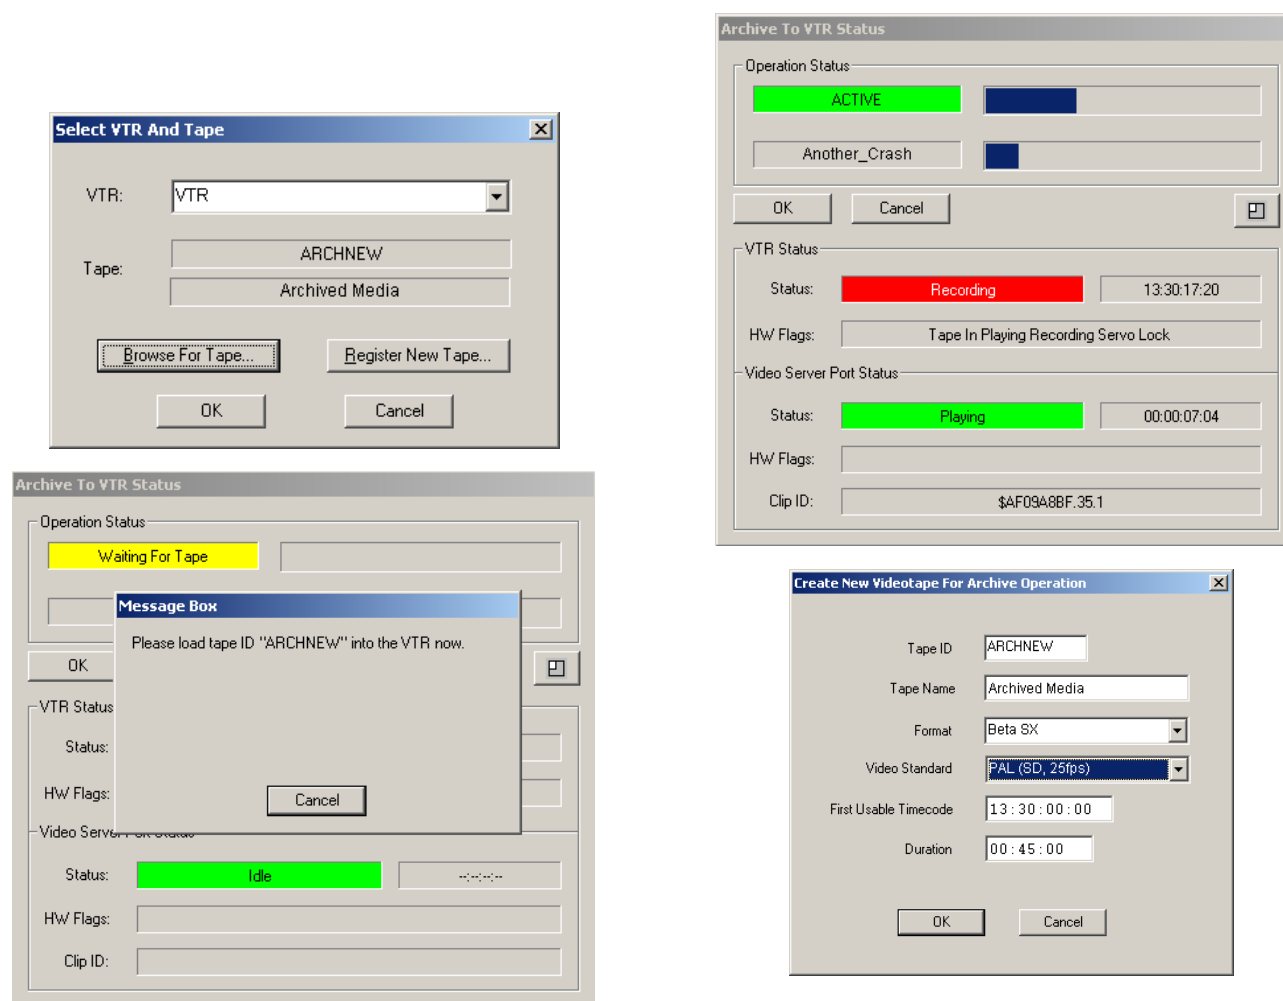 Select VTR And Tape
VTR:
VTR
Tape:
ARCHNEW
Archived Media
Browse For Tape...
Register New Tape...
OK
Cancel
Archive To VTR Status
Operation Status
ACTIVE
Another_Crash
OK
Cancel
VTR Status
Status:
Recording
13:30:17:20
HW Flags:
Tape In Playing Recording Servo Lock
Video Server Port Status
Status:
Playing
00:00:07:04
HW Flags:
Clip ID:
$AF09A8BF.35.1
Archive To VTR Status
Operation Status
Waiting For Tape
Message Box
Please load tape ID "ARCHNEW" into the VTR now.
Cancel
OK
VTR Status
Status:
HW Flags:
Video Server Port Status
Status:
Idle
--:--:--:--
HW Flags:
Clip ID:
Create New Videotape For Archive Operation
Tape ID
ARCHNEW
Tape Name
Archived Media
Format
Beta SX
Video Standard
PAL (SD, 25fps)
First Usable Timecode
13:30:00:00
Duration
00:45:00
OK
Cancel